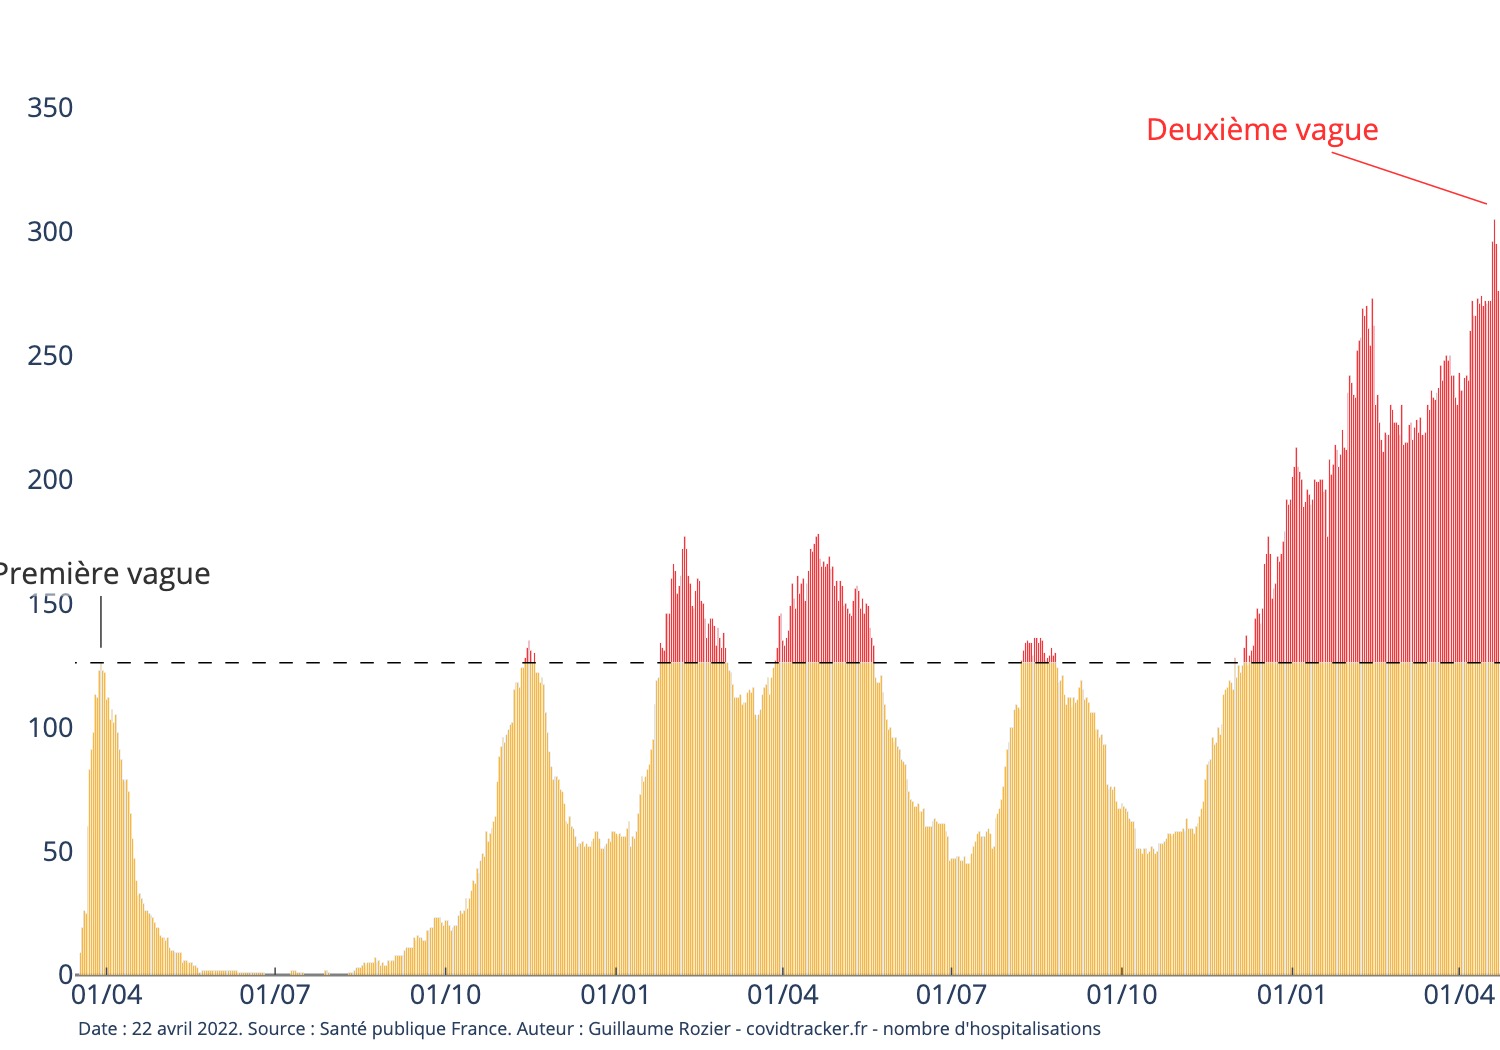 350
Deuxième vague
300
250
200
Première vague
150
100
50
0
01/04 01/07 01/10 01/01 01/04 01/07 01/10 01/01 01/04
Date : 22 avril 2022. Source : Santé publique France. Auteur : Guillaume Rozier - covidtracker.fr - nombre d'hospitalisations